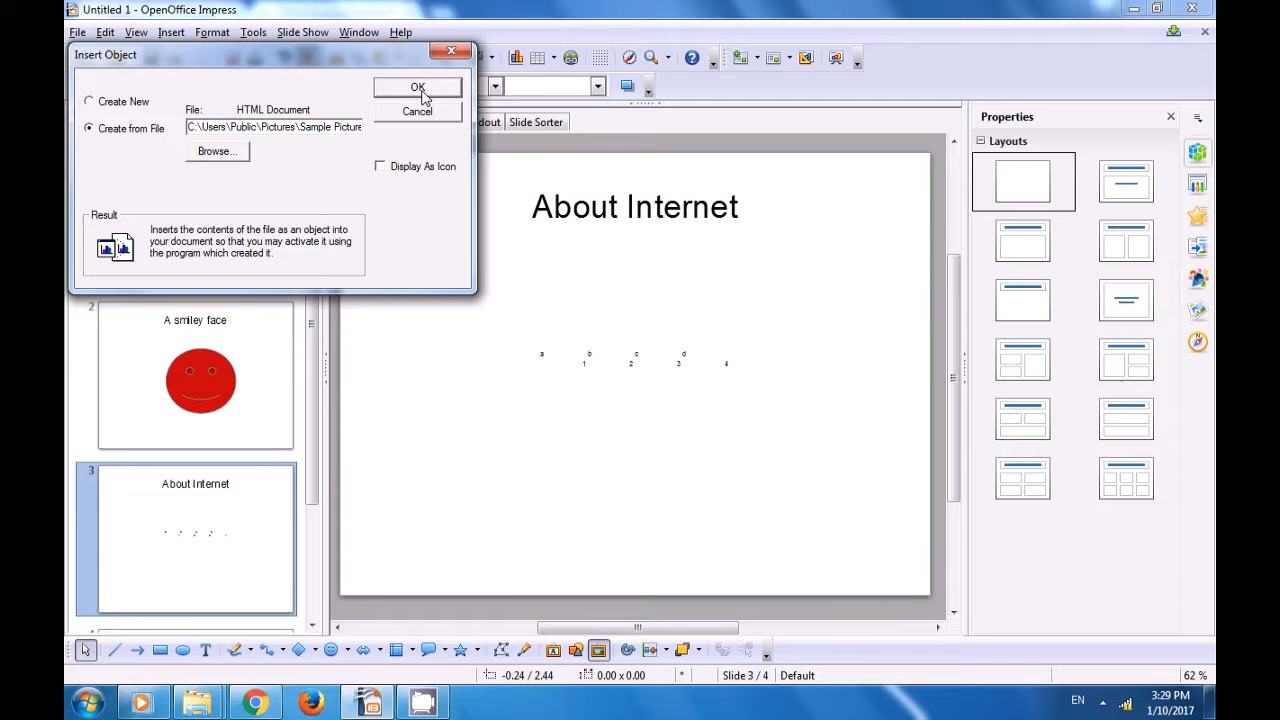 Untitled 1 - OpenOffice Impress
File Edit View Insert Format Tools Slide Show Window Help
Insert Object
Create New
File: HTML Document
Create from File
C:\Users\Public\Pictures\Sample Picture
Browse...
OK
Cancel
Display As Icon
Result
Inserts the contents of the file as an object into
your document so that you may activate it using
the program which created it.
dout Slide Sorter
Properties
Layouts
About Internet
a b c d
1 2 3 4
2
A smiley face
3
About Internet
-0.24 / 2.44 0.00 x 0.00 * Slide 3 / 4 Default 62 %
EN
3:29 PM
1/10/2017